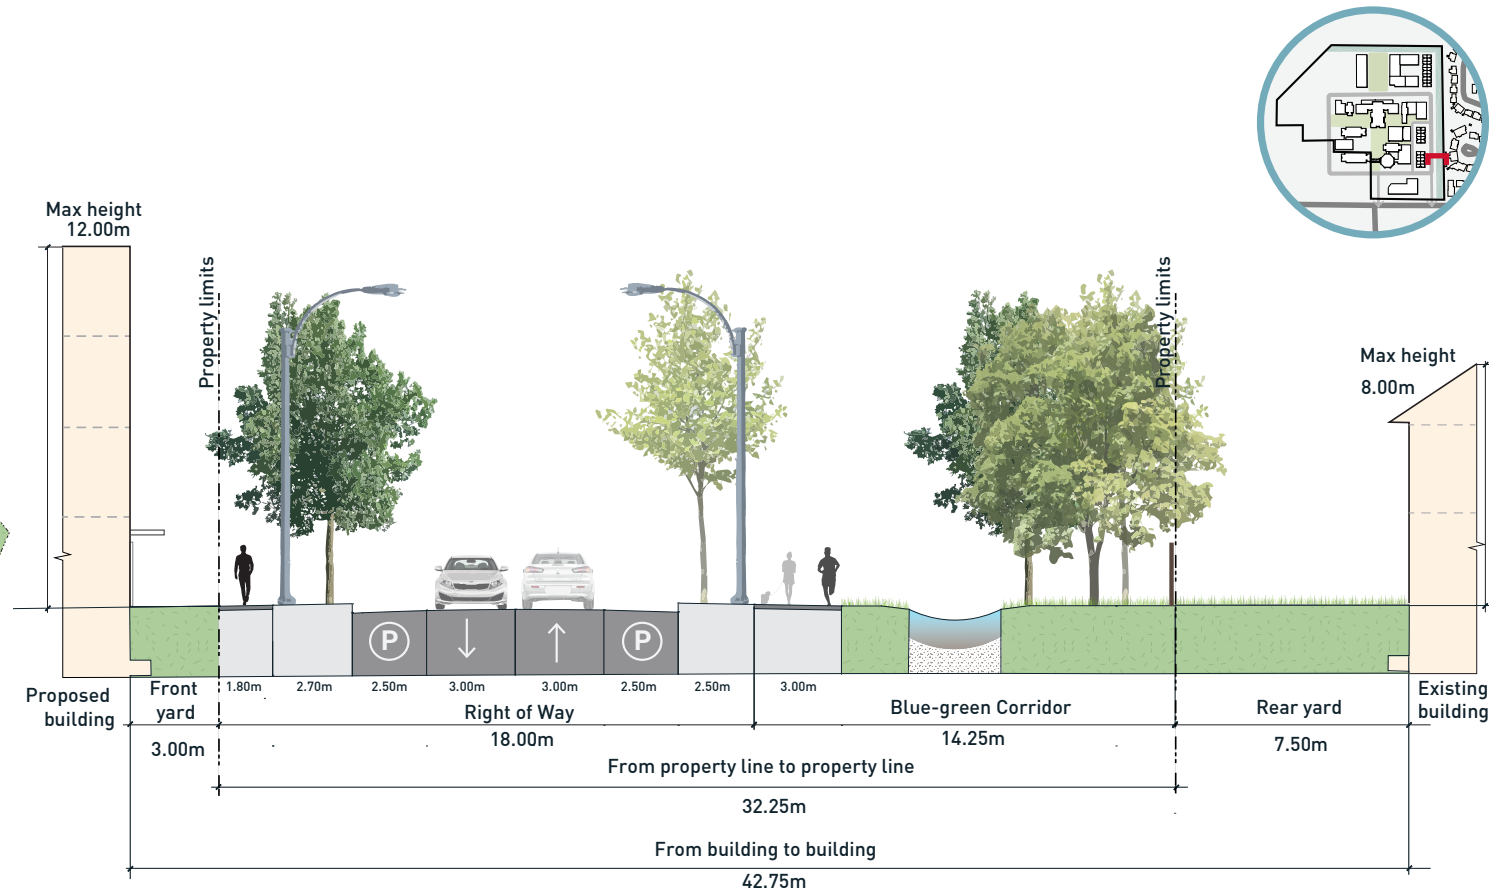 Max height
12.00m
Property limits
Property limits
Max height
8.00m
P
P
1.80m
2.70m
2.50m
3.00m
3.00m
2.50m
2.50m
3.00m
Proposed
building
Front
yard
3.00m
Right of Way
18.00m
Blue-green Corridor
14.25m
Rear yard
7.50m
Existing
building
From property line to property line
32.25m
From building to building
42.75m